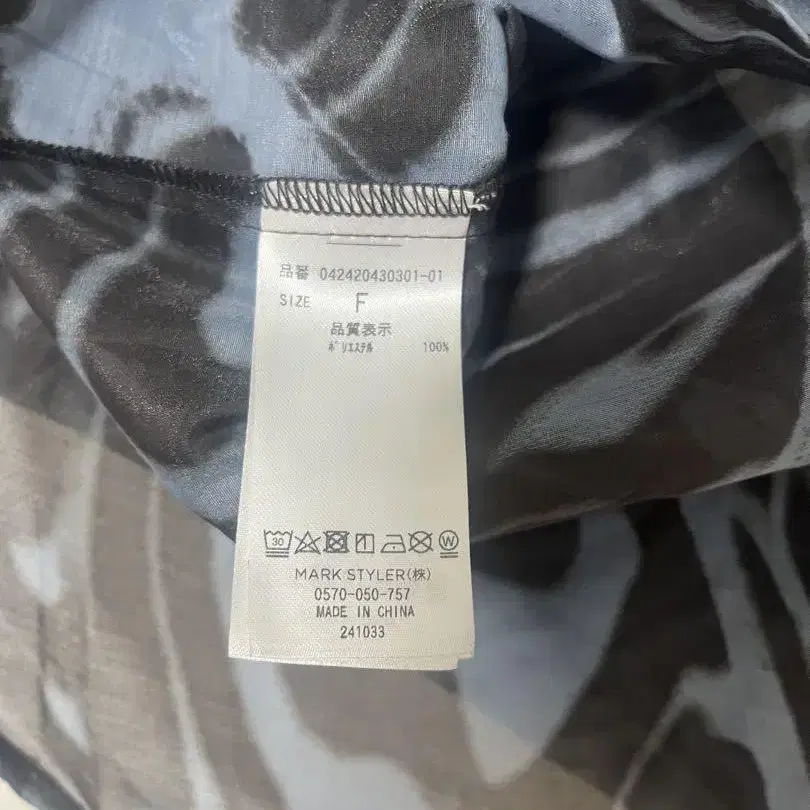 品番 042420430301-01
SIZE F
品質表示
ポリエステル 100%
30 W
MARK STYLER(株)
0570-050-757
MADE IN CHINA
241033